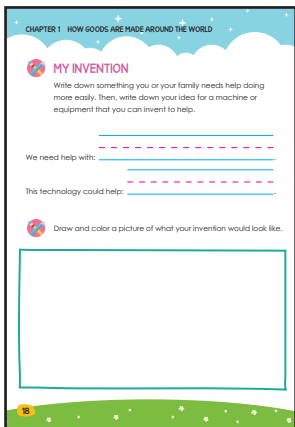 CHAPTER 1 HOW GOODS ARE MADE AROUND THE WORLD
MY INVENTION
Write down something you or your family needs help doing
more easily. Then, write down your idea for a machine or
equipment that you can invent to help.
We need help with: .
This technology could help: .
Draw and color a picture of what your invention would look like.
18